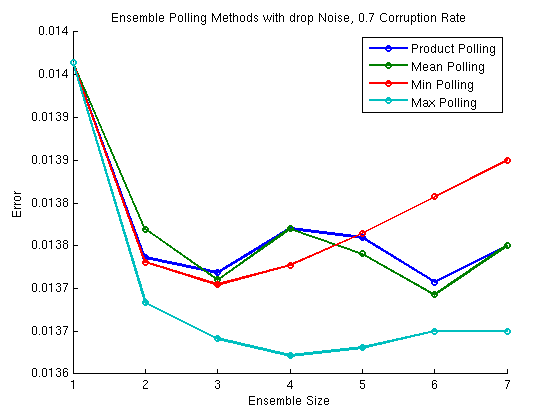 Ensemble Polling Methods with drop Noise, 0.7 Corruption Rate
0.014
0.014
0.0139
0.0139
0.0138
0.0138
0.0137
0.0137
0.0136
Error
Product Polling
Mean Polling
Min Polling
Max Polling
1 2 3 4 5 6 7
Ensemble Size